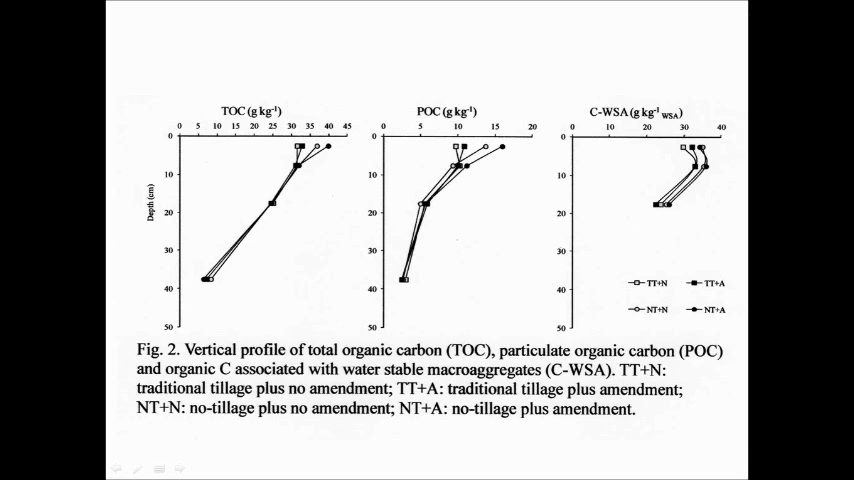 TOC (g kg-1)
0 5 10 15 20 25 30 35 40 45
0
10
20
30
40
50
Depth (cm)
POC (g kg-1)
0 5 10 15 20
0
10
20
30
40
50
C-WSA (g kg-1 WSA)
0 10 20 30 40
0
10
20
30
40
50
TT+N TT+A
NT+N NT+A
Fig. 2. Vertical profile of total organic carbon (TOC), particulate organic carbon (POC)
and organic C associated with water stable macroaggregates (C-WSA). TT+N:
traditional tillage plus no amendment; TT+A: traditional tillage plus amendment;
NT+N: no-tillage plus no amendment; NT+A: no-tillage plus amendment.